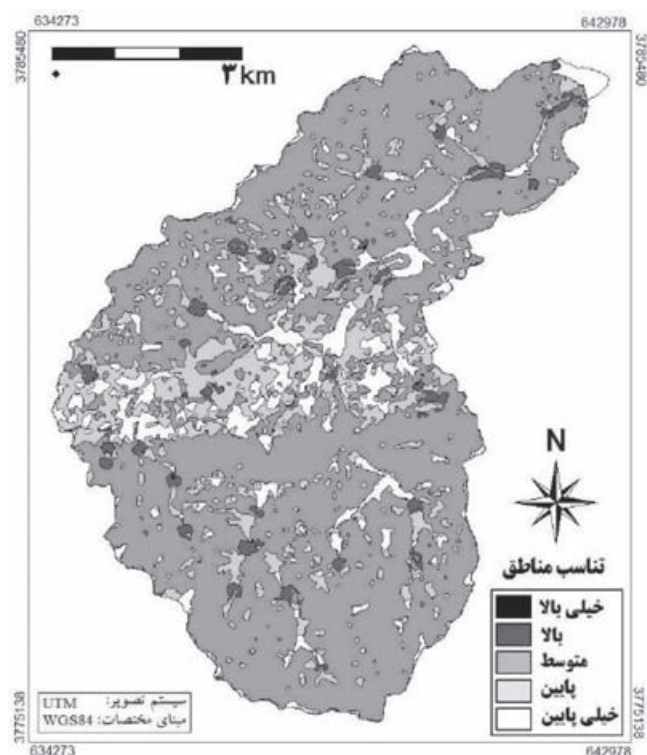 634273
642978
3785480
3785480
۳ km
N
تناسب مناطق
خیلی بالا
بالا
متوسط
پایین
خیلی پایین
سیستم تصویر: UTM
مبنای مختصات: WGS84
3775138
3775138
634273
642978